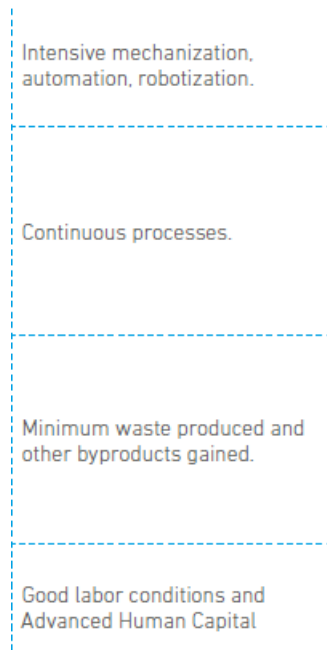 Intensive mechanization,
automation, robotization.
Continuous processes.
Minimum waste produced and
other byproducts gained.
Good labor conditions and
Advanced Human Capital